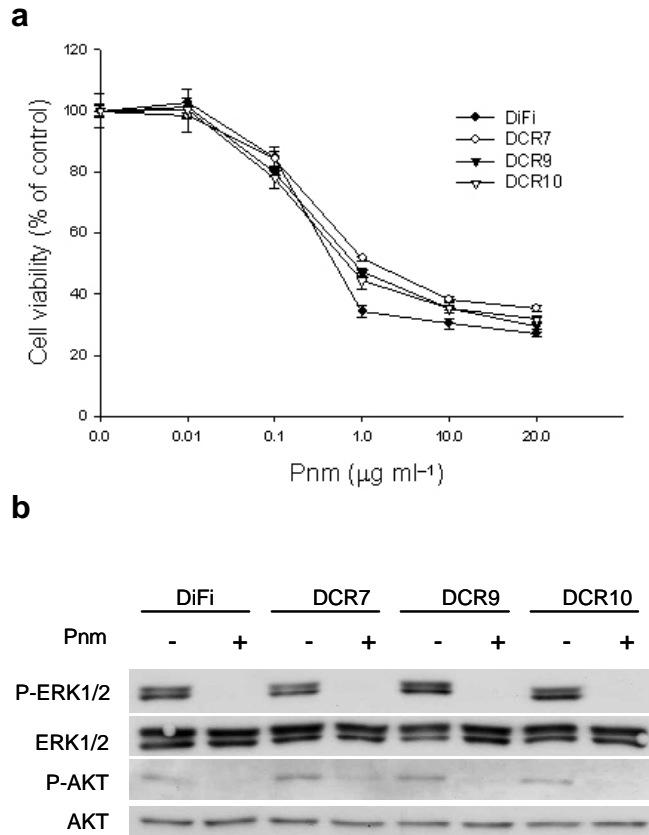 a
120
100
80
60
40
20
0
Cell viability (% of control)
DiFi
DCR7
DCR9
DCR10
0.0 0.01 0.1 1.0 10.0 20.0
Pnm (μg ml⁻¹)
b
DiFi DCR7 DCR9 DCR10
Pnm - + - + - + - +
P-ERK1/2
ERK1/2
P-AKT
AKT